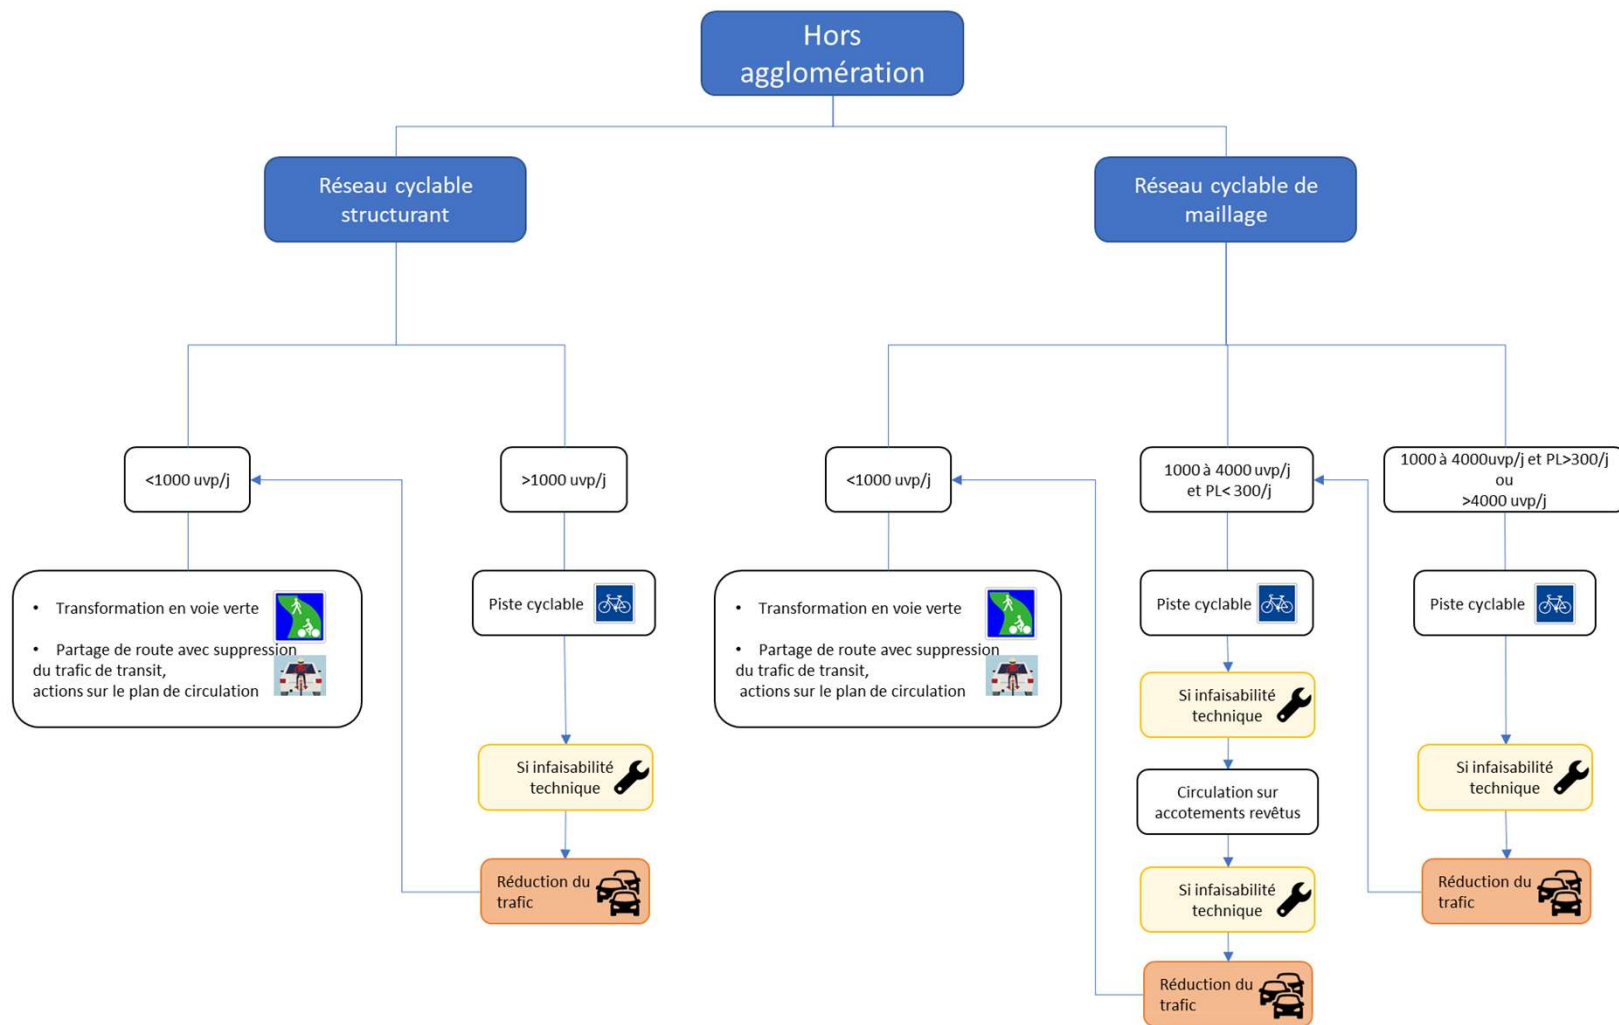 Hors
agglomération
Réseau cyclable
structurant
Réseau cyclable de
maillage
<1000 uvp/j
>1000 uvp/j
<1000 uvp/j
1000 à 4000 uvp/j
et PL< 300/j
1000 à 4000uvp/j et PL>300/j
ou
>4000 uvp/j
• Transformation en voie verte
• Partage de route avec suppression
du trafic de transit,
actions sur le plan de circulation
Piste cyclable
• Transformation en voie verte
• Partage de route avec suppression
du trafic de transit,
actions sur le plan de circulation
Piste cyclable
Piste cyclable
Si infaisabilité
technique
Si infaisabilité
technique
Si infaisabilité
technique
Circulation sur
accotements revêtus
Réduction du
trafic
Si infaisabilité
technique
Réduction du
trafic
Réduction du
trafic